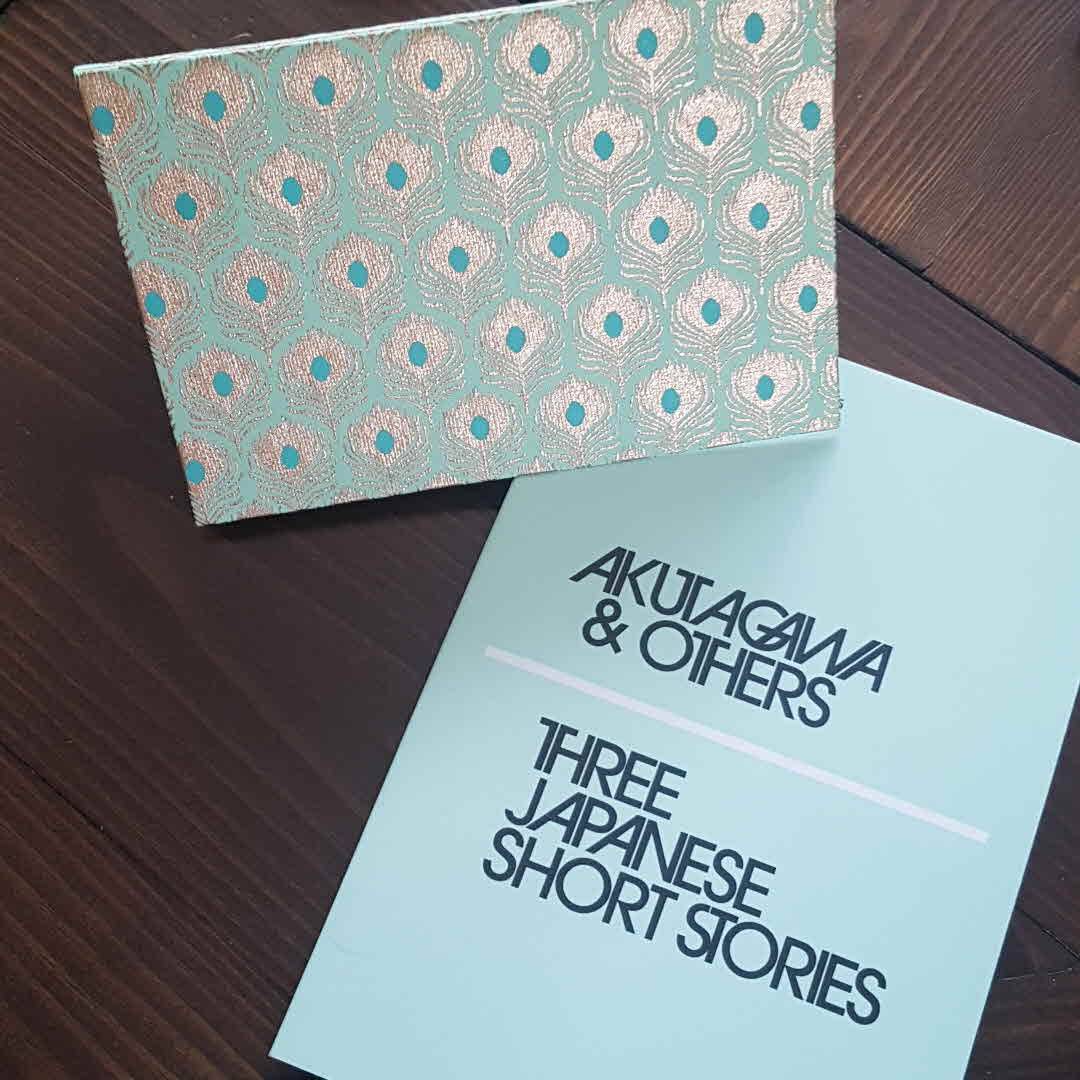 AKUTAGAWA
& OTHERS
THREE
JAPANESE
SHORT STORIES